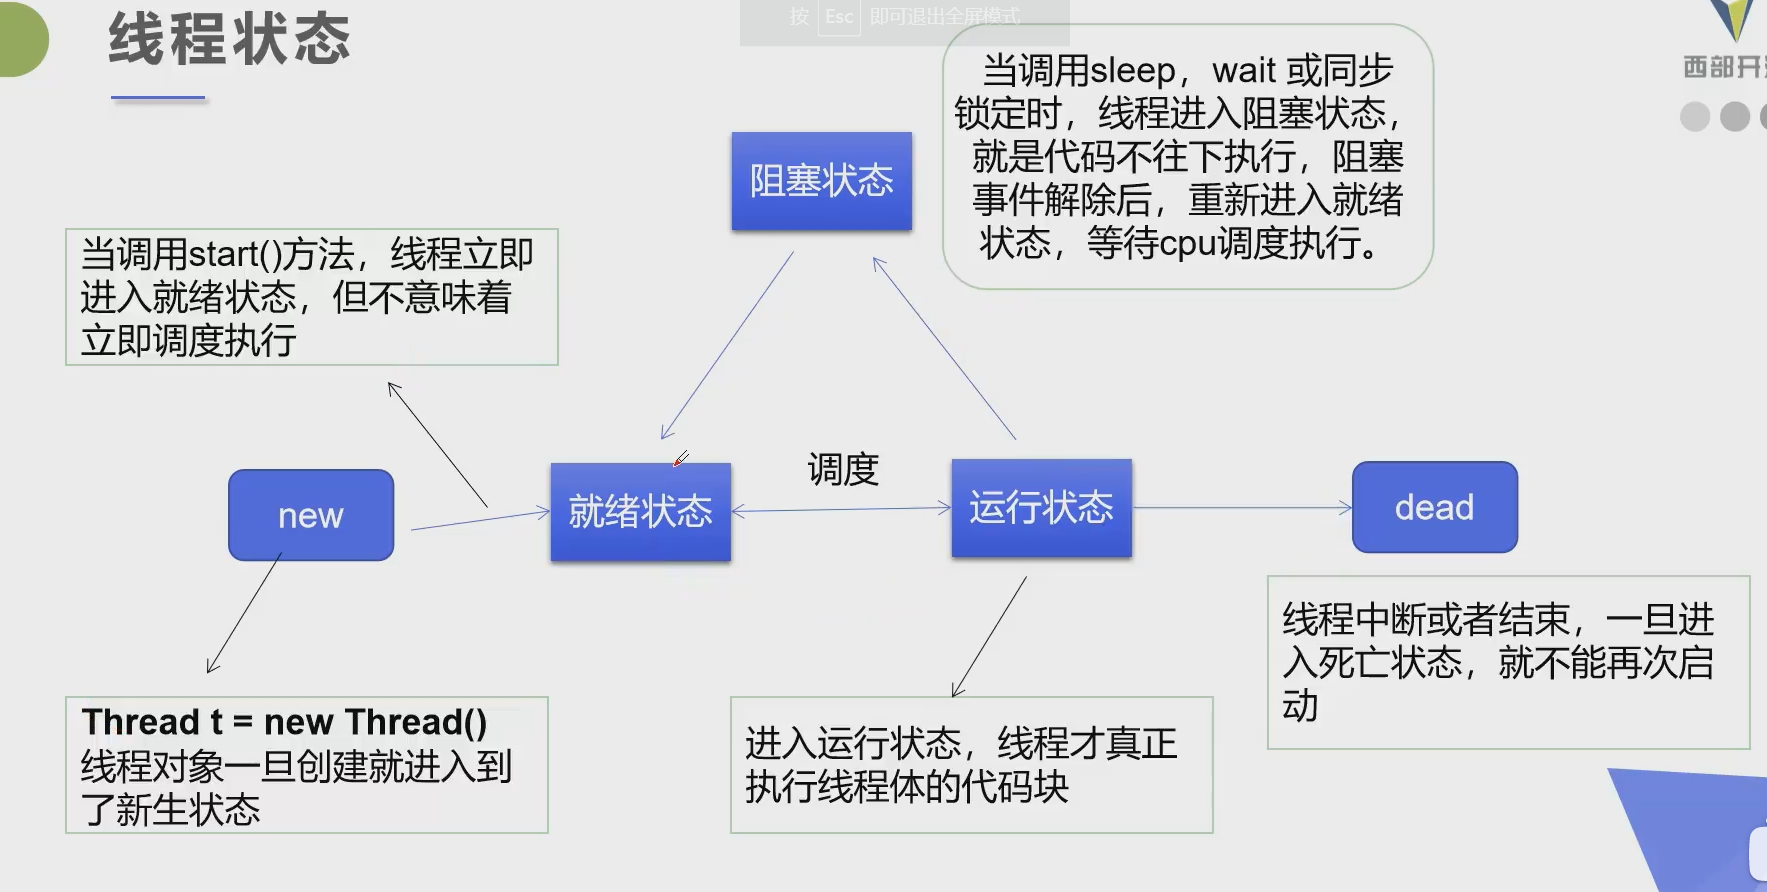 线程状态
按 Esc 即可退出全屏模式
西部开
当调用sleep，wait 或同步
锁定时，线程进入阻塞状态，
就是代码不往下执行，阻塞
事件解除后，重新进入就绪
状态，等待cpu调度执行。
阻塞状态
当调用start()方法，线程立即
进入就绪状态，但不意味着
立即调度执行
new
就绪状态
调度
运行状态
dead
Thread t = new Thread()
线程对象一旦创建就进入到
了新生状态
进入运行状态，线程才真正
执行线程体的代码块
线程中断或者结束，一旦进
入死亡状态，就不能再次启
动